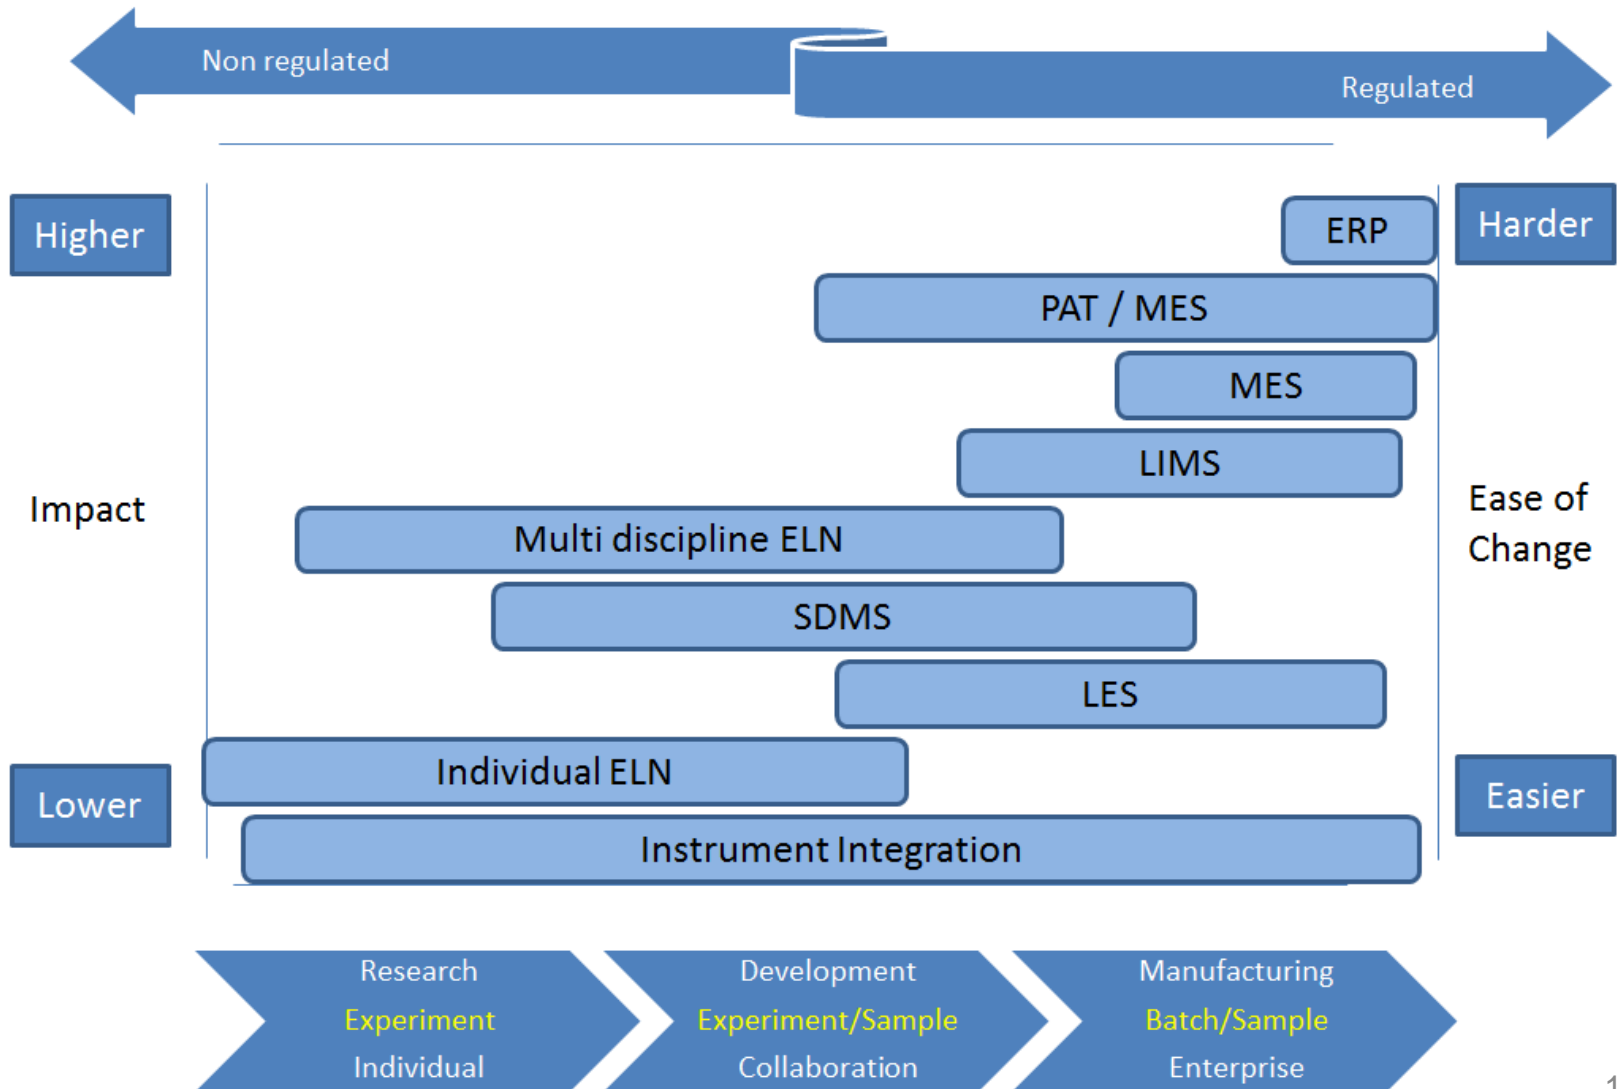 Non regulated
Regulated
Higher
ERP
Harder
PAT / MES
MES
LIMS
Impact
Ease of
Change
Multi discipline ELN
SDMS
LES
Individual ELN
Lower
Easier
Instrument Integration
Research
Experiment
Individual
Development
Experiment/Sample
Collaboration
Manufacturing
Batch/Sample
Enterprise